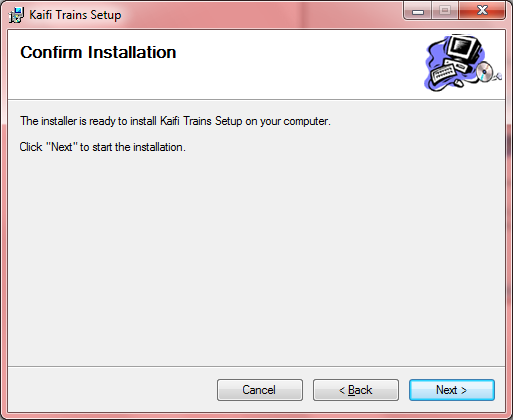 Kaifi Trains Setup
Confirm Installation
The installer is ready to install Kaifi Trains Setup on your computer.
Click "Next" to start the installation.
Cancel
< Back
Next >